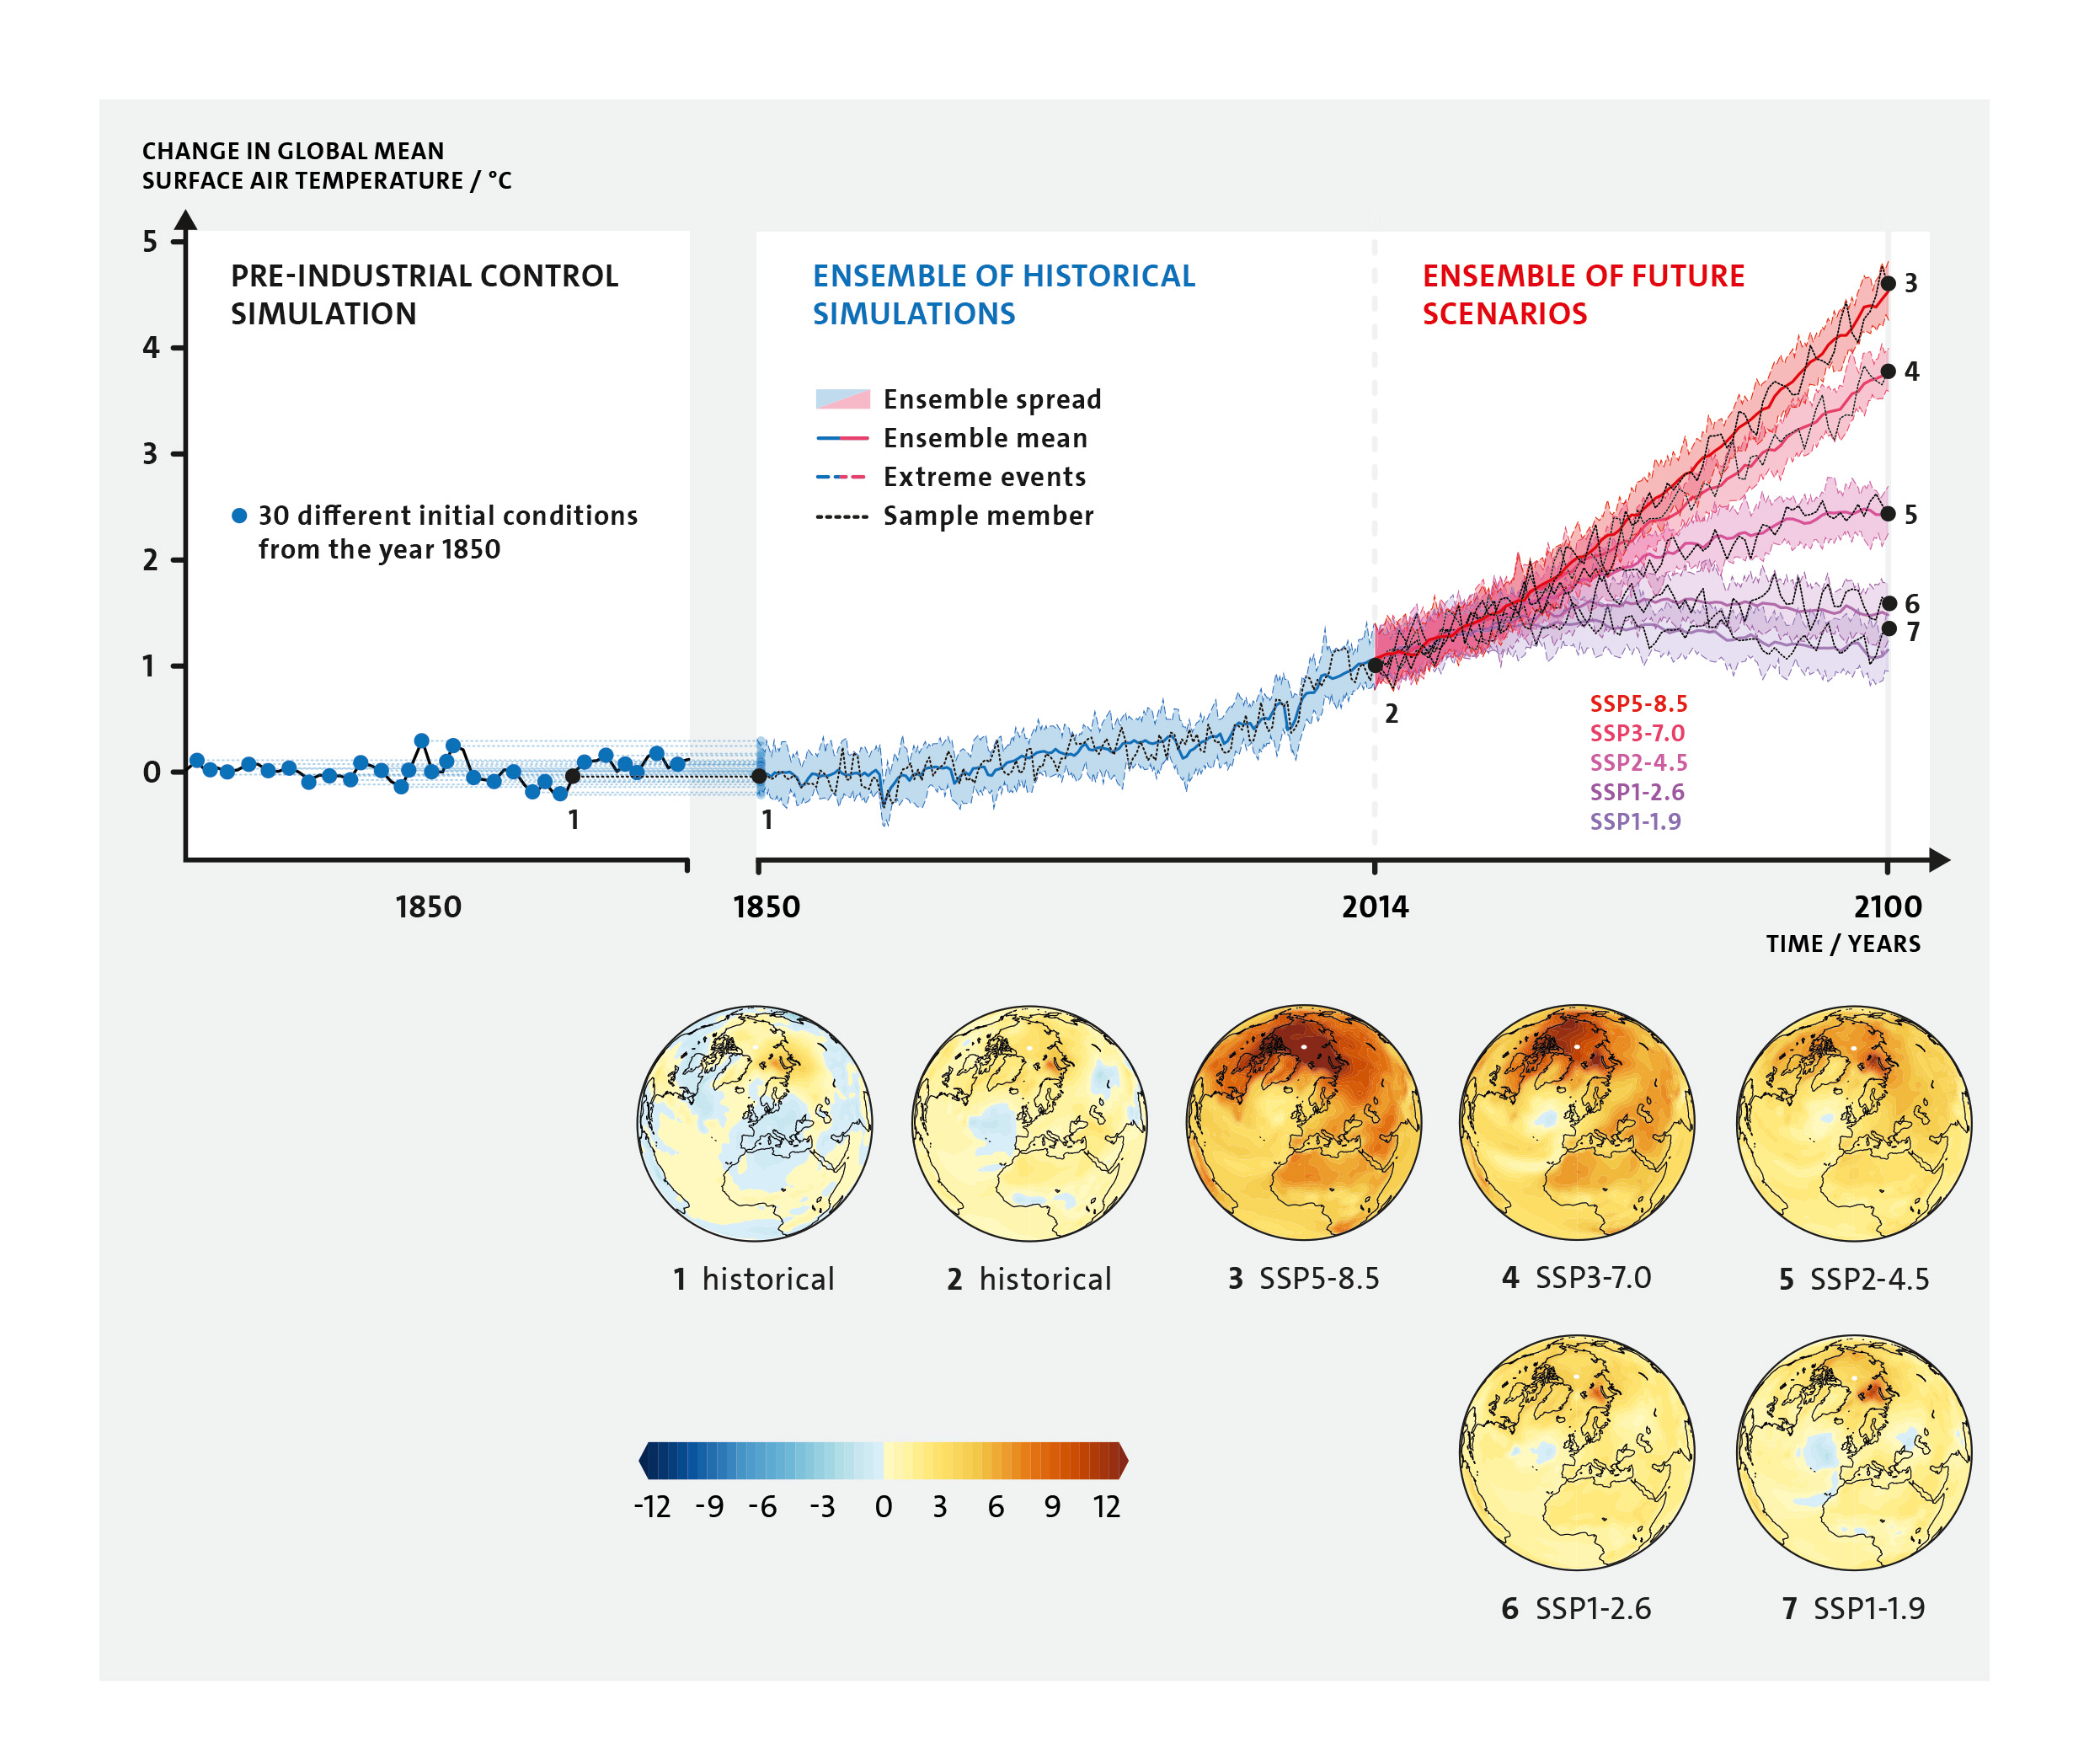 CHANGE IN GLOBAL MEAN
SURFACE AIR TEMPERATURE / °C
5
4
3
2
1
0
PRE-INDUSTRIAL CONTROL
SIMULATION
30 different initial conditions
from the year 1850
1
ENSEMBLE OF HISTORICAL
SIMULATIONS
Ensemble spread
Ensemble mean
Extreme events
Sample member
1
ENSEMBLE OF FUTURE
SCENARIOS
3
4
5
6
7
2
SSP5-8.5
SSP3-7.0
SSP2-4.5
SSP1-2.6
SSP1-1.9
1850
1850
2014
2100
TIME / YEARS
1 historical
2 historical
3 SSP5-8.5
4 SSP3-7.0
5 SSP2-4.5
-12 -9 -6 -3 0 3 6 9 12
6 SSP1-2.6
7 SSP1-1.9